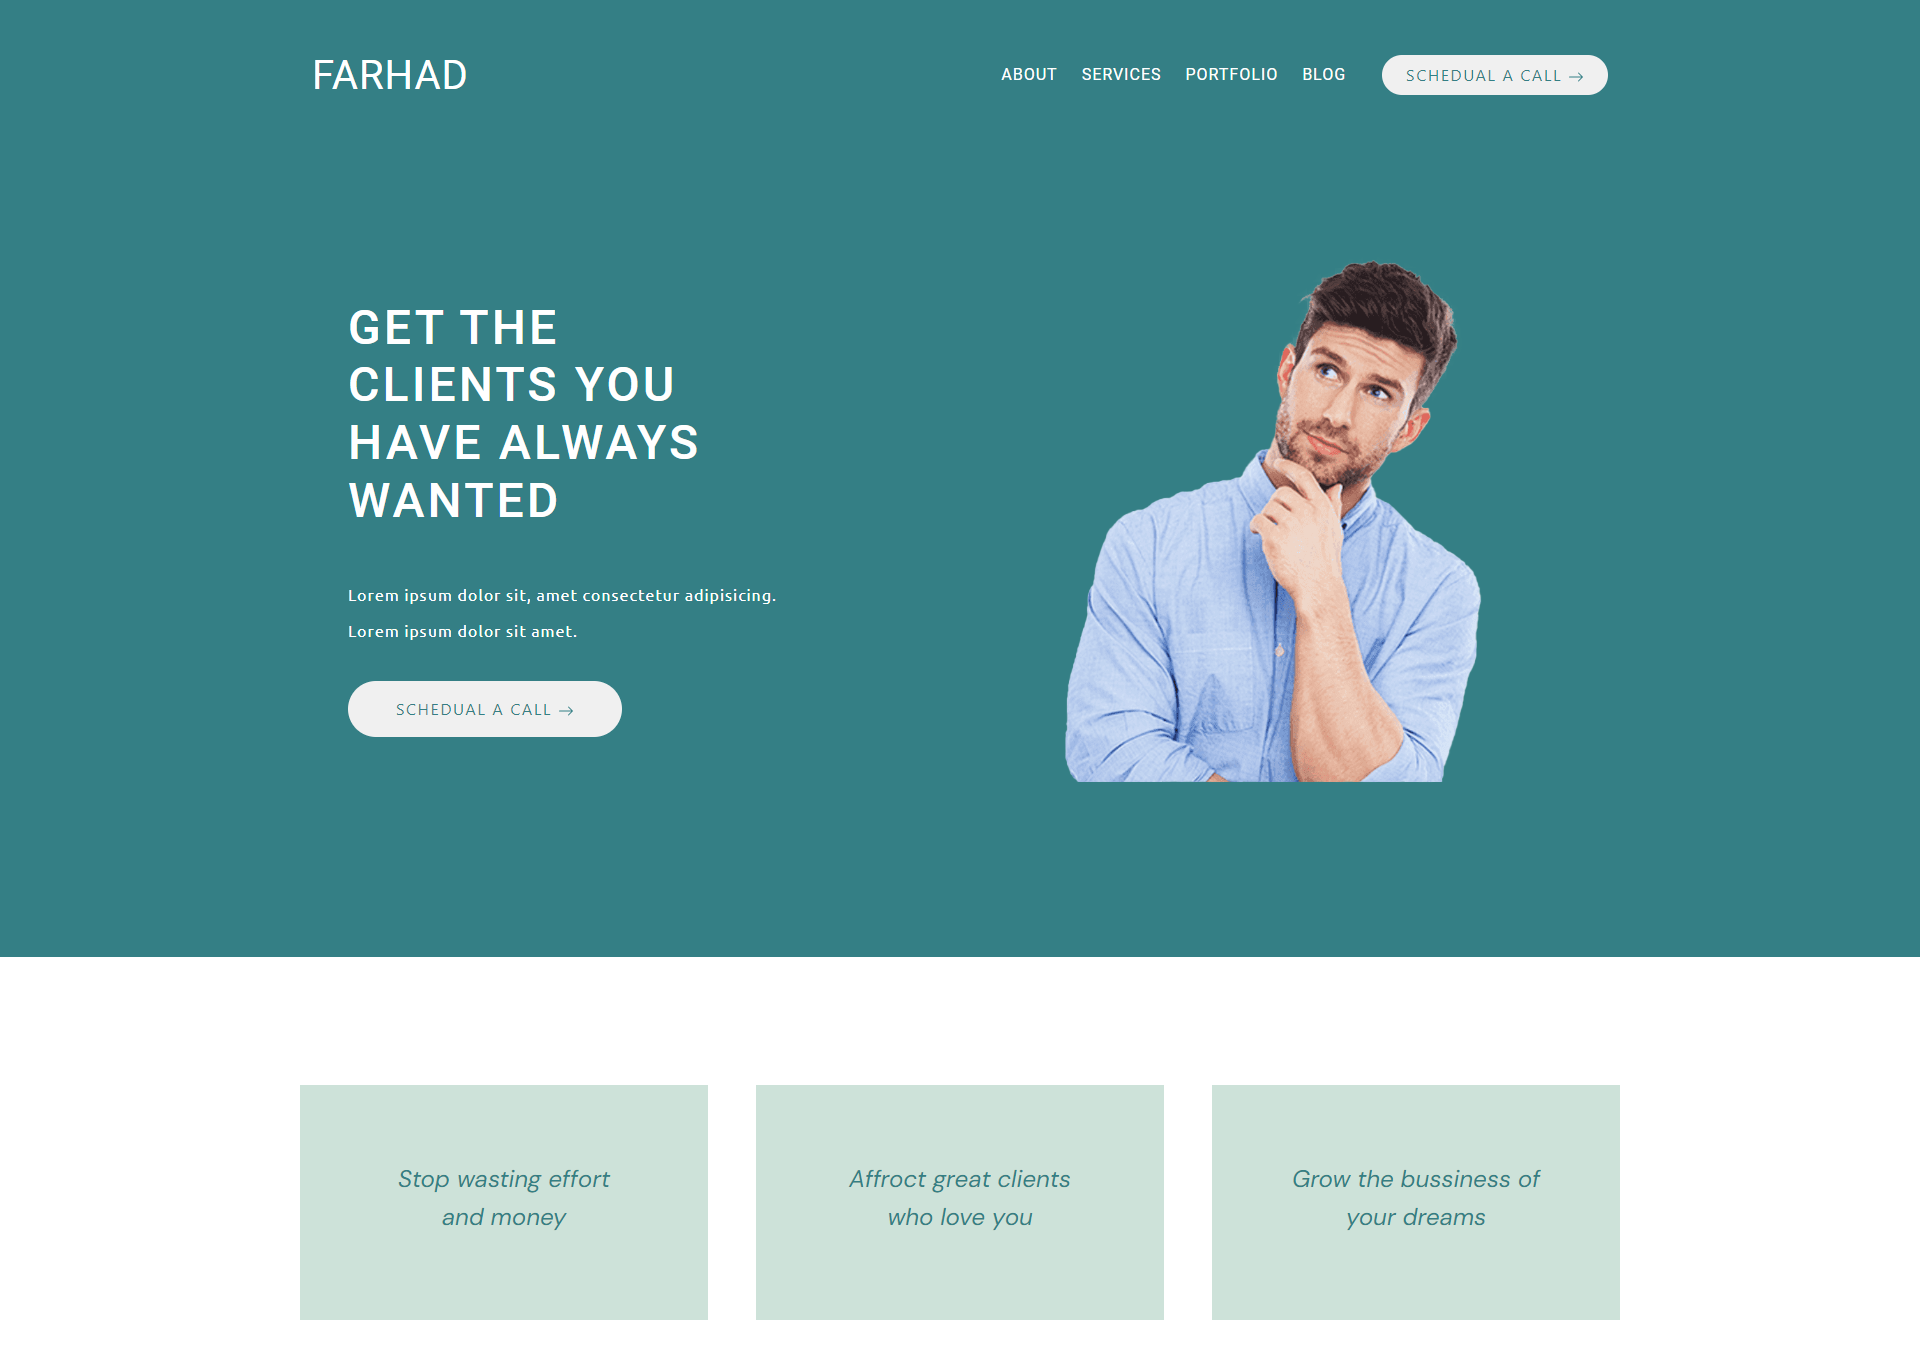 FARHAD
ABOUT SERVICES PORTFOLIO BLOG SCHEDUAL A CALL →
GET THE
CLIENTS YOU
HAVE ALWAYS
WANTED
Lorem ipsum dolor sit, amet consectetur adipisicing.
Lorem ipsum dolor sit amet.
SCHEDUAL A CALL →
Stop wasting effort
and money
Affroct great clients
who love you
Grow the bussiness of
your dreams